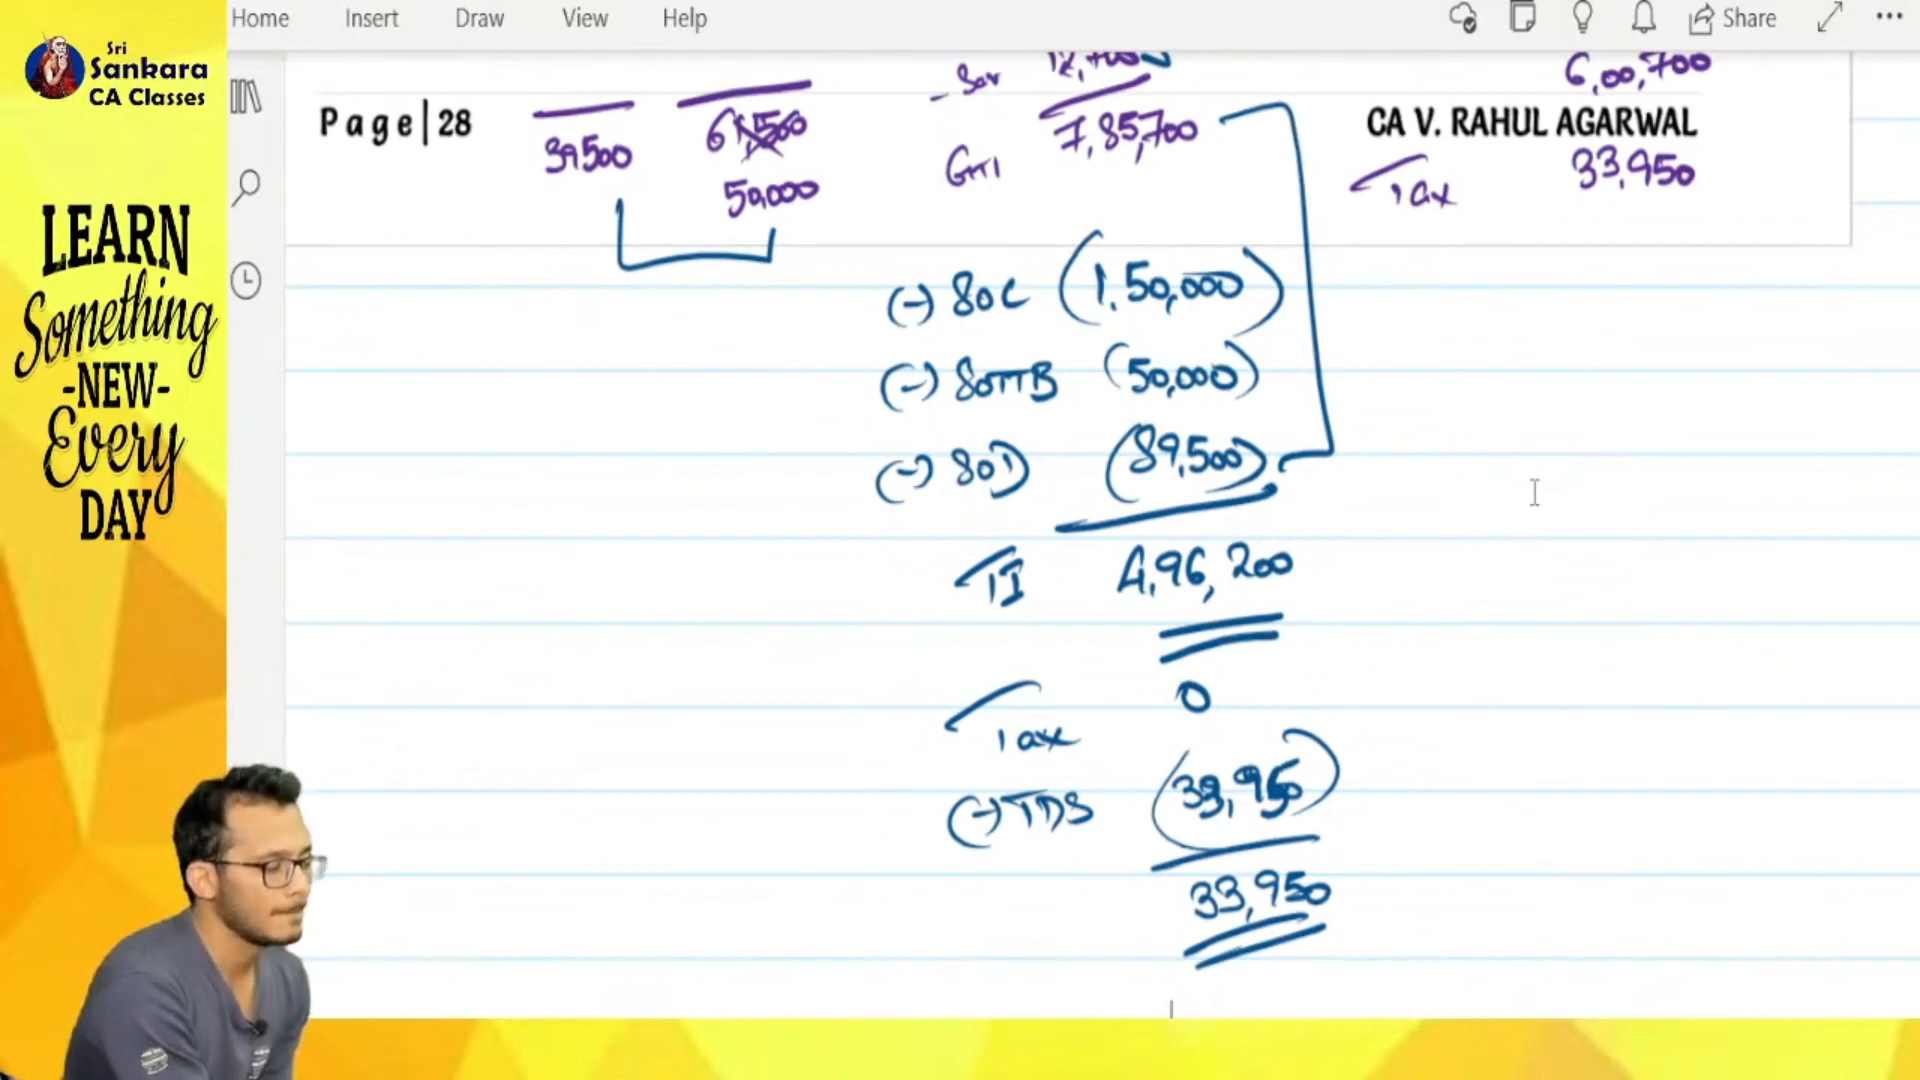 Home Insert Draw View Help Share
Sri
Sankara
CA Classes
6,00,700
Page|28
39500
61,500
50,000
GTI
7,85,700
CA V. RAHUL AGARWAL
Tax 33,950
(-) 80C (1,50,000)
(-) 80TTB (50,000)
(-) 80D (89,500)
TI 4,96,200
Tax 0
(-) TDS (33,950)
33,950
LEARN
Something
-NEW-
Every
DAY